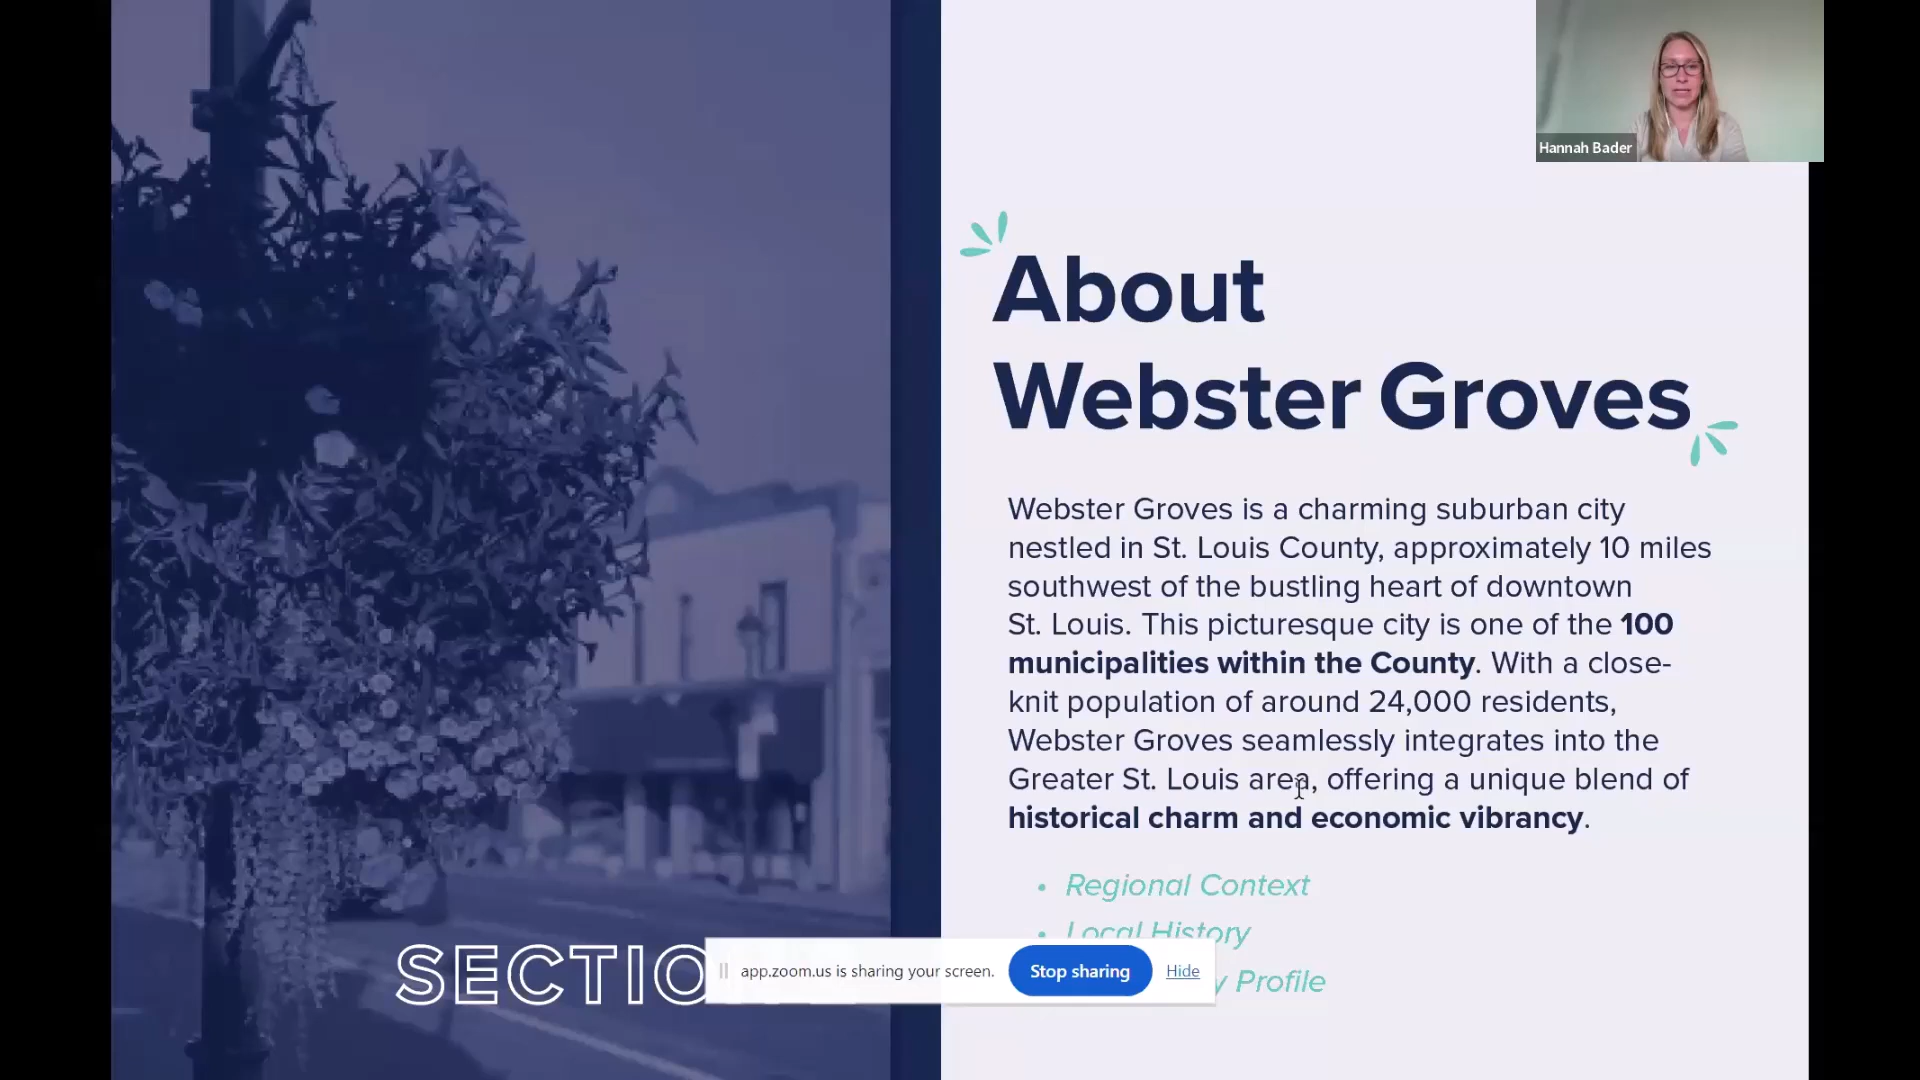 Hannah Bader
About
Webster Groves
Webster Groves is a charming suburban city
nestled in St. Louis County, approximately 10 miles
southwest of the bustling heart of downtown
St. Louis. This picturesque city is one of the 100
municipalities within the County. With a close-
knit population of around 24,000 residents,
Webster Groves seamlessly integrates into the
Greater St. Louis area, offering a unique blend of
historical charm and economic vibrancy.
• Regional Context
• Local History
Profile
SECTIO
app.zoom.us is sharing your screen. Stop sharing Hide